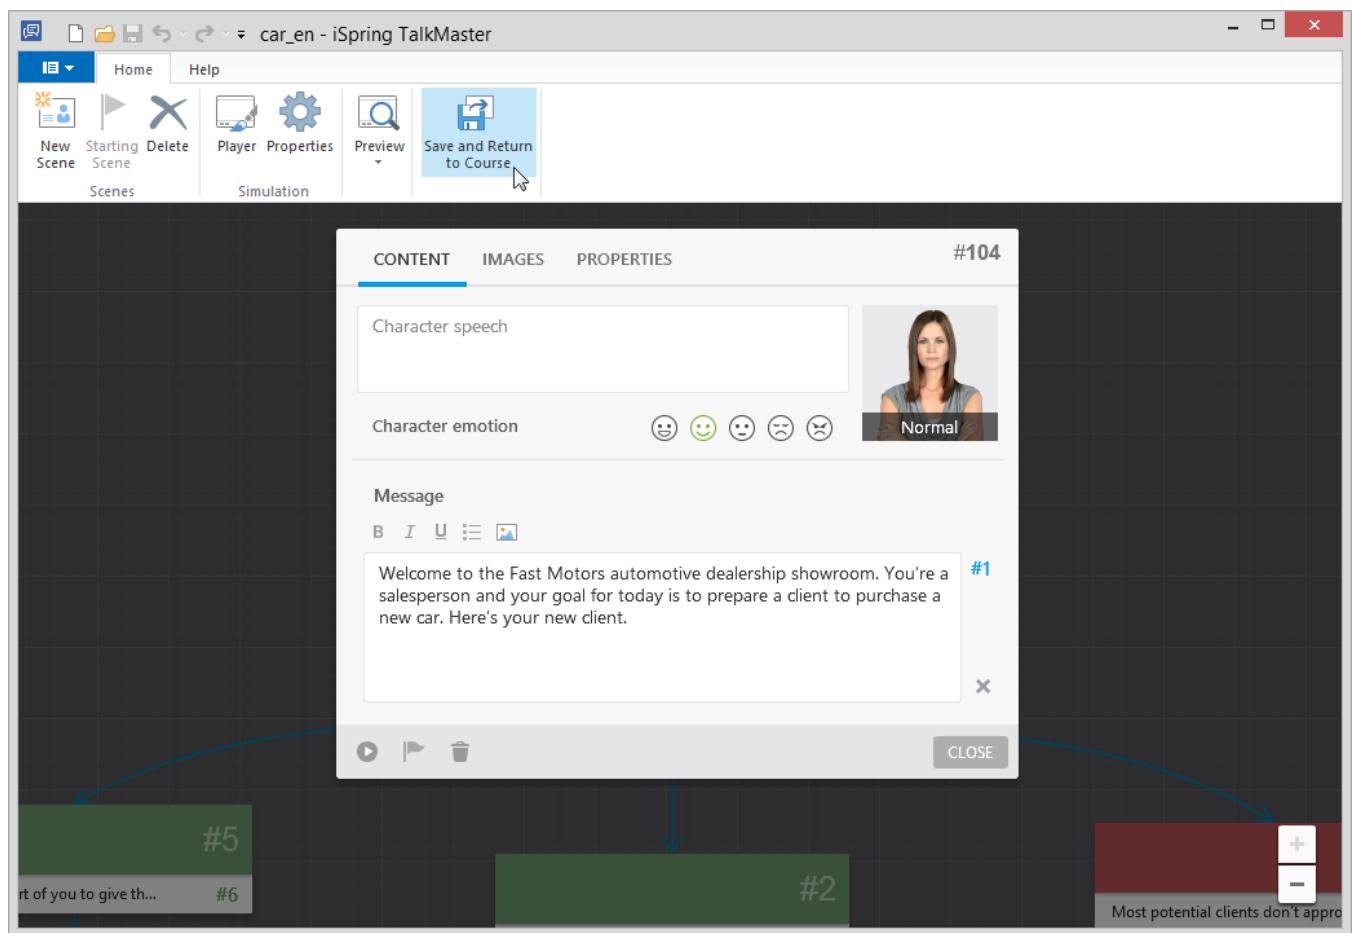 car_en - iSpring TalkMaster
Home Help
New Scene
Starting Scene
Delete
Player
Properties
Preview
Save and Return to Course
Scenes
Simulation
CONTENT IMAGES PROPERTIES #104
Character speech
Character emotion
Normal
Message
B I U
Welcome to the Fast Motors automotive dealership showroom. You're a
salesperson and your goal for today is to prepare a client to purchase a
new car. Here's your new client.
#1
CLOSE
#5
rt of you to give th... #6
#2
Most potential clients don't appro